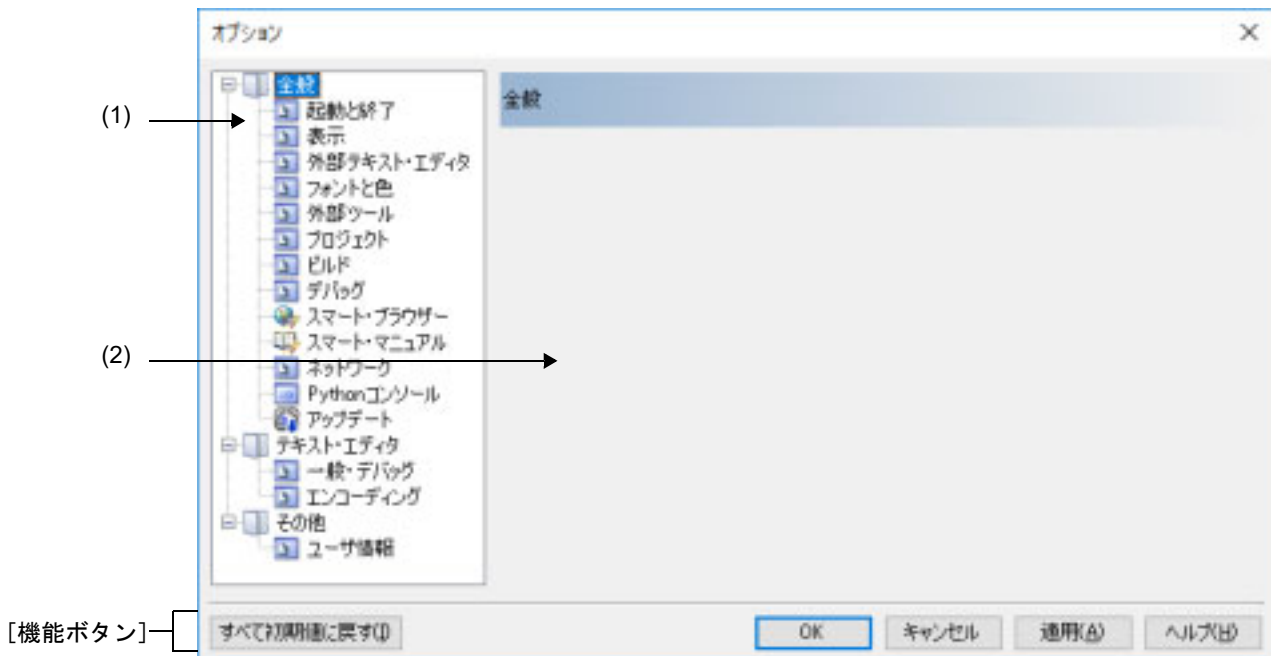 オプション
全般
起動と終了
表示
外部テキスト・エディタ
フォントと色
外部ツール
プロジェクト
ビルド
デバッグ
スマート・ブラウザー
スマート・マニュアル
ネットワーク
Pythonコンソール
アップデート
テキスト・エディタ
一般・デバッグ
エンコーディング
その他
ユーザ情報
全般
(1)
(2)
[機能ボタン]
すべて初期値に戻す(I)
OK
キャンセル
適用(A)
ヘルプ(H)